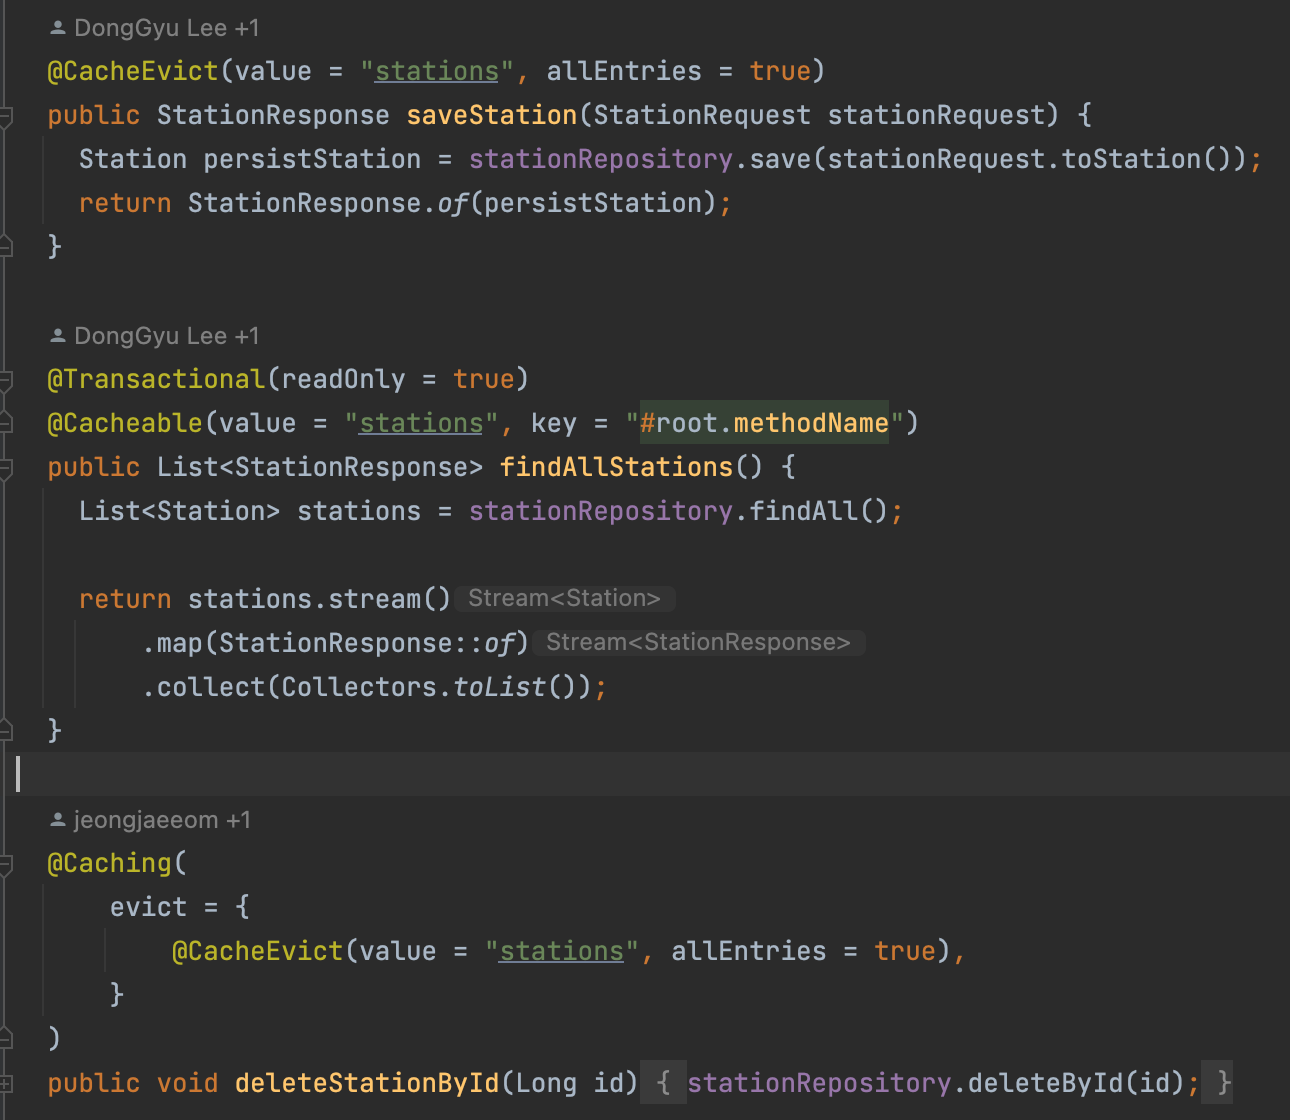 DongGyu Lee +1
@CacheEvict(value = "stations", allEntries = true)
public StationResponse saveStation(StationRequest stationRequest) {
  Station persistStation = stationRepository.save(stationRequest.toStation());
  return StationResponse.of(persistStation);
}
DongGyu Lee +1
@Transactional(readOnly = true)
@Cacheable(value = "stations", key = "#root.methodName")
public List<StationResponse> findAllStations() {
  List<Station> stations = stationRepository.findAll();
  return stations.stream() Stream<Station>
      .map(StationResponse::of) Stream<StationResponse>
      .collect(Collectors.toList());
}
jeongjaeeom +1
@Caching(
    evict = {
        @CacheEvict(value = "stations", allEntries = true),
    }
)
public void deleteStationById(Long id) { stationRepository.deleteById(id); }